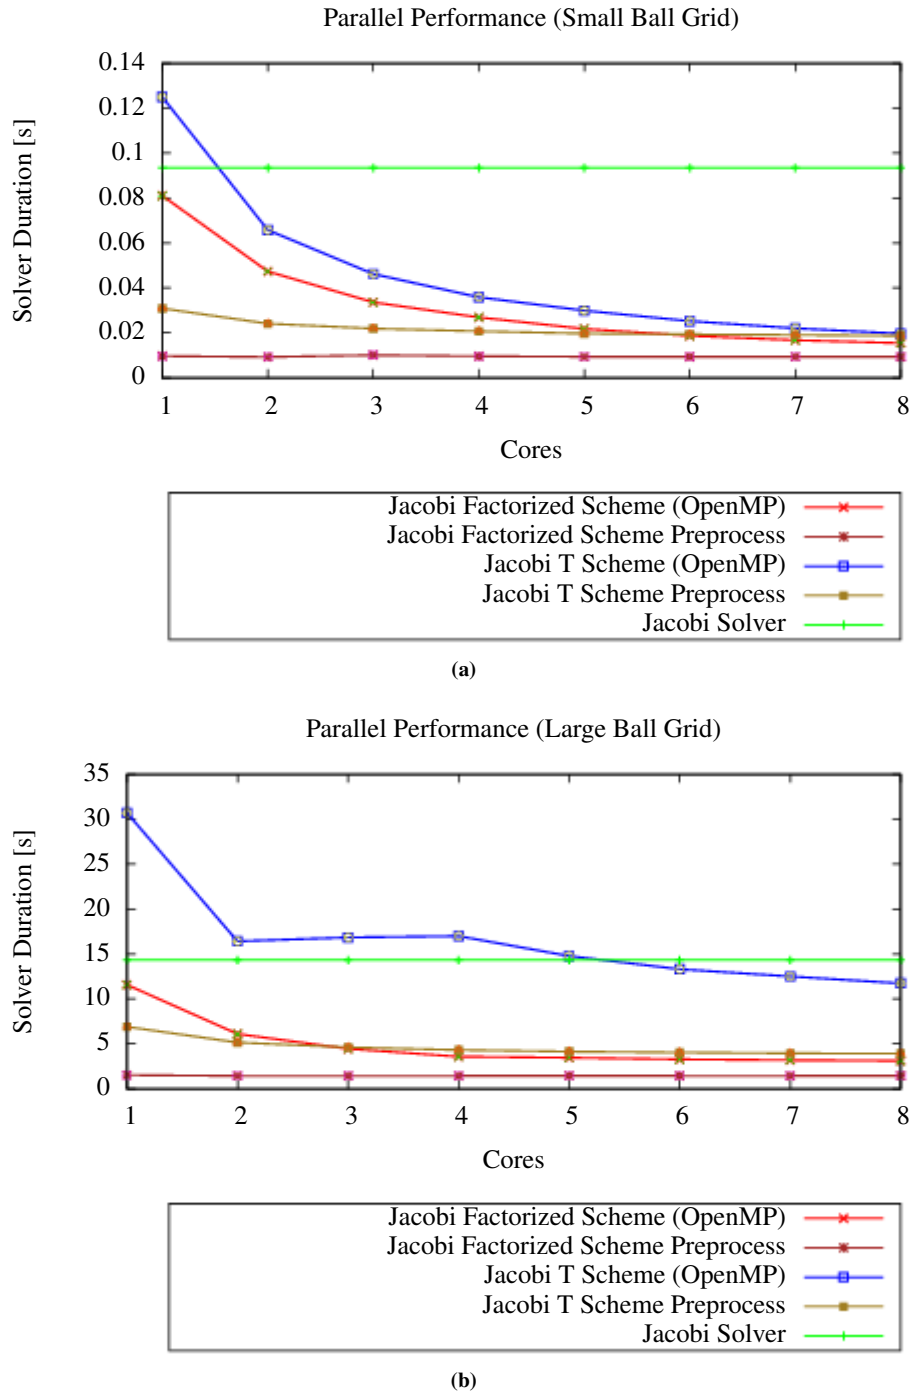 Parallel Performance (Small Ball Grid)
0.14
0.12
0.1
0.08
0.06
0.04
0.02
0
Solver Duration [s]
1 2 3 4 5 6 7 8
Cores
Jacobi Factorized Scheme (OpenMP)
Jacobi Factorized Scheme Preprocess
Jacobi T Scheme (OpenMP)
Jacobi T Scheme Preprocess
Jacobi Solver
(a)
Parallel Performance (Large Ball Grid)
35
30
25
20
15
10
5
0
Solver Duration [s]
1 2 3 4 5 6 7 8
Cores
Jacobi Factorized Scheme (OpenMP)
Jacobi Factorized Scheme Preprocess
Jacobi T Scheme (OpenMP)
Jacobi T Scheme Preprocess
Jacobi Solver
(b)